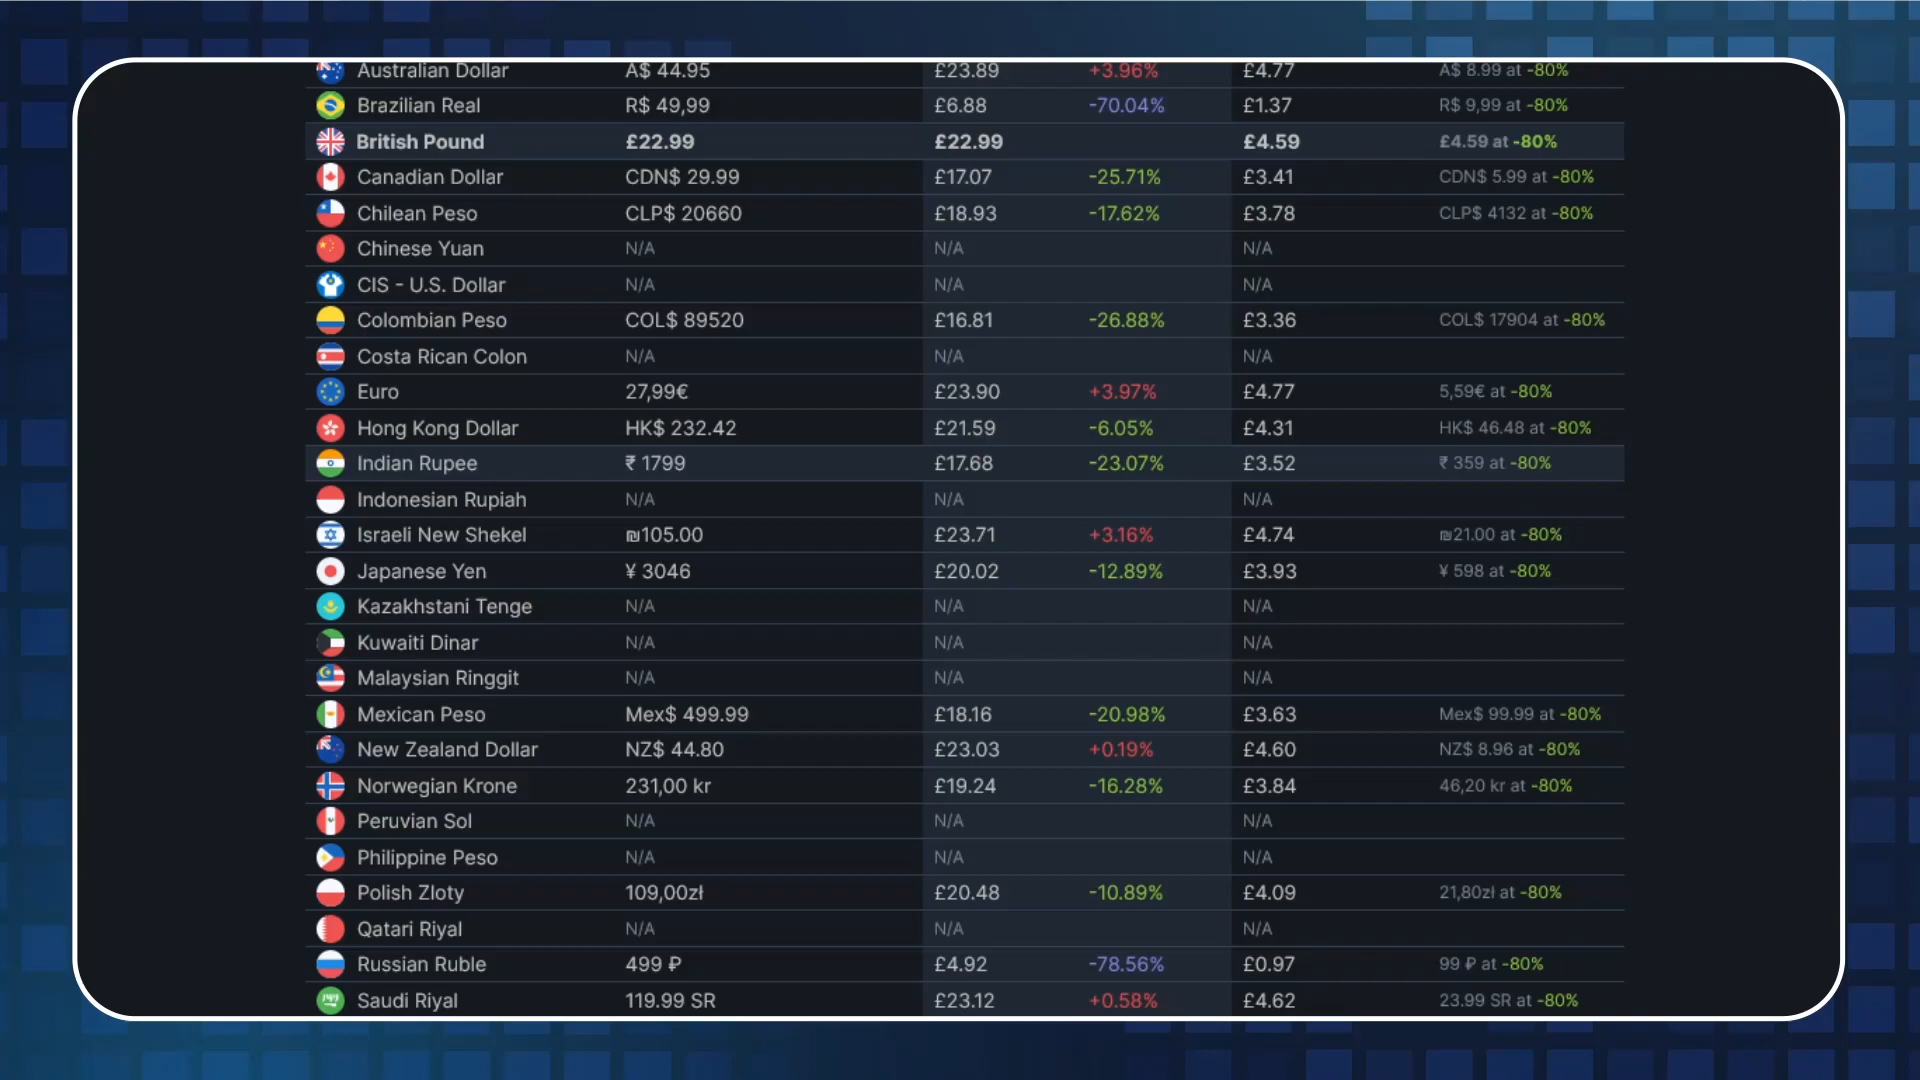 Australian Dollar A$ 44.95 £23.89 +3.96% £4.77 A$ 8.99 at -80%
Brazilian Real R$ 49,99 £6.88 -70.04% £1.37 R$ 9,99 at -80%
British Pound £22.99 £22.99 £4.59 £4.59 at -80%
Canadian Dollar CDN$ 29.99 £17.07 -25.71% £3.41 CDN$ 5.99 at -80%
Chilean Peso CLP$ 20660 £18.93 -17.62% £3.78 CLP$ 4132 at -80%
Chinese Yuan N/A N/A N/A
CIS - U.S. Dollar N/A N/A N/A
Colombian Peso COL$ 89520 £16.81 -26.88% £3.36 COL$ 17904 at -80%
Costa Rican Colon N/A N/A N/A
Euro 27,99€ £23.90 +3.97% £4.77 5,59€ at -80%
Hong Kong Dollar HK$ 232.42 £21.59 -6.05% £4.31 HK$ 46.48 at -80%
Indian Rupee ₹ 1799 £17.68 -23.07% £3.52 ₹ 359 at -80%
Indonesian Rupiah N/A N/A N/A
Israeli New Shekel ₪105.00 £23.71 +3.16% £4.74 ₪21.00 at -80%
Japanese Yen ¥ 3046 £20.02 -12.89% £3.93 ¥ 598 at -80%
Kazakhstani Tenge N/A N/A N/A
Kuwaiti Dinar N/A N/A N/A
Malaysian Ringgit N/A N/A N/A
Mexican Peso Mex$ 499.99 £18.16 -20.98% £3.63 Mex$ 99.99 at -80%
New Zealand Dollar NZ$ 44.80 £23.03 +0.19% £4.60 NZ$ 8.96 at -80%
Norwegian Krone 231,00 kr £19.24 -16.28% £3.84 46,20 kr at -80%
Peruvian Sol N/A N/A N/A
Philippine Peso N/A N/A N/A
Polish Zloty 109,00zł £20.48 -10.89% £4.09 21,80zł at -80%
Qatari Riyal N/A N/A N/A
Russian Ruble 499 ₽ £4.92 -78.56% £0.97 99 ₽ at -80%
Saudi Riyal 119.99 SR £23.12 +0.58% £4.62 23.99 SR at -80%